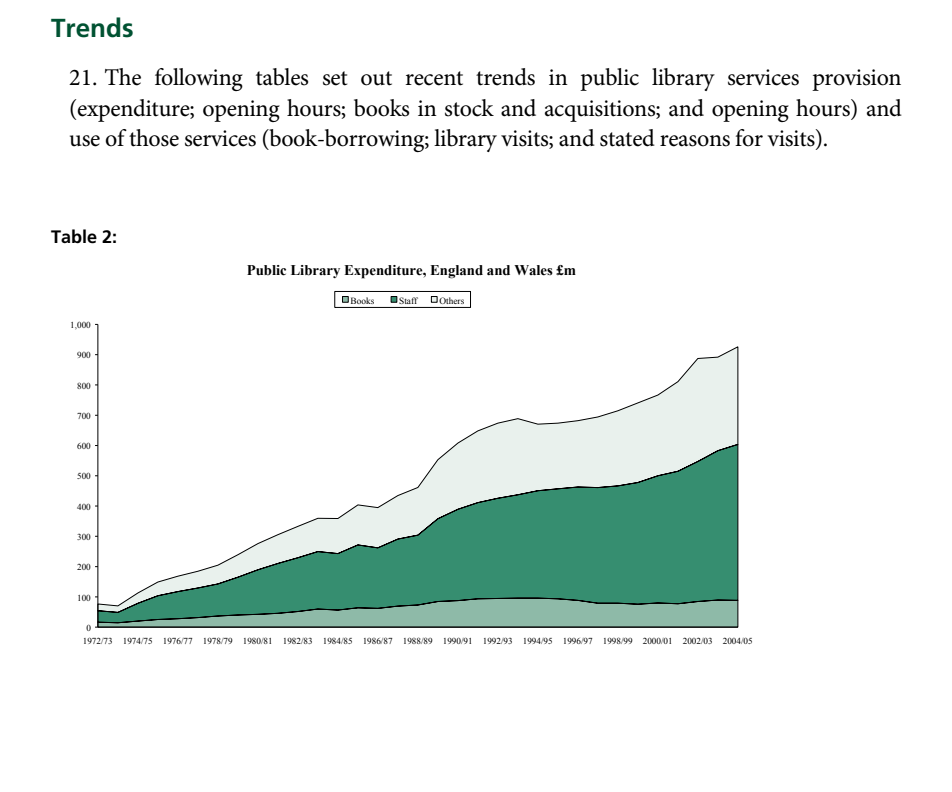 Trends
21. The following tables set out recent trends in public library services provision
(expenditure; opening hours; books in stock and acquisitions; and opening hours) and
use of those services (book-borrowing; library visits; and stated reasons for visits).
Table 2:
Public Library Expenditure, England and Wales £m
Books Staff Others
1,000
900
800
700
600
500
400
300
200
100
0
1972/73 1974/75 1976/77 1978/79 1980/81 1982/83 1984/85 1986/87 1988/89 1990/91 1992/93 1994/95 1996/97 1998/99 2000/01 2002/03 2004/05